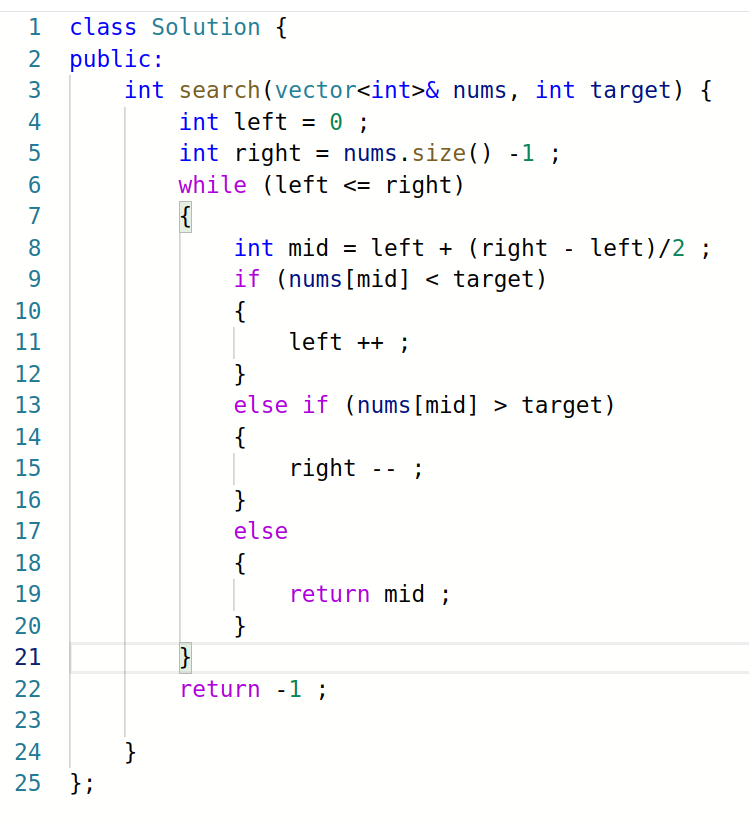 1 class Solution {
2 public:
3     int search(vector<int>& nums, int target) {
4         int left = 0 ;
5         int right = nums.size() -1 ;
6         while (left <= right)
7         {
8             int mid = left + (right - left)/2 ;
9             if (nums[mid] < target)
10             {
11                 left ++ ;
12             }
13             else if (nums[mid] > target)
14             {
15                 right -- ;
16             }
17             else
18             {
19                 return mid ;
20             }
21         }
22         return -1 ;
23
24     }
25 };